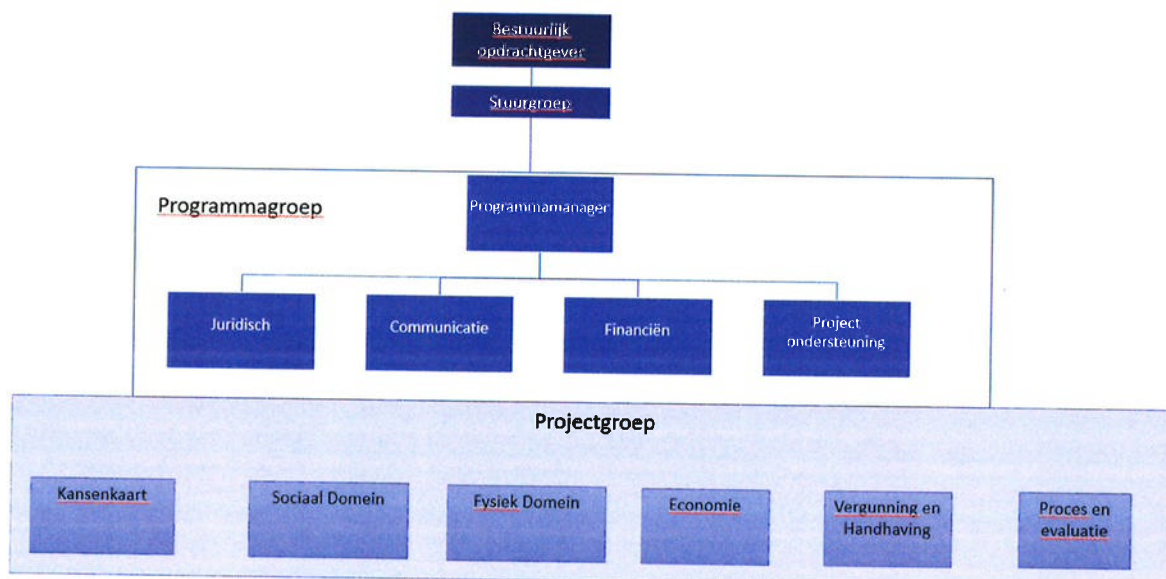 Bestuurlijk
opdrachtgever
Stuurgroep
Programmagroep
Programmamanager
Juridisch
Communicatie
Financiën
Project
ondersteuning
Projectgroep
Kansenkaart
Sociaal Domein
Fysiek Domein
Economie
Vergunning en
Handhaving
Proces en
evaluatie